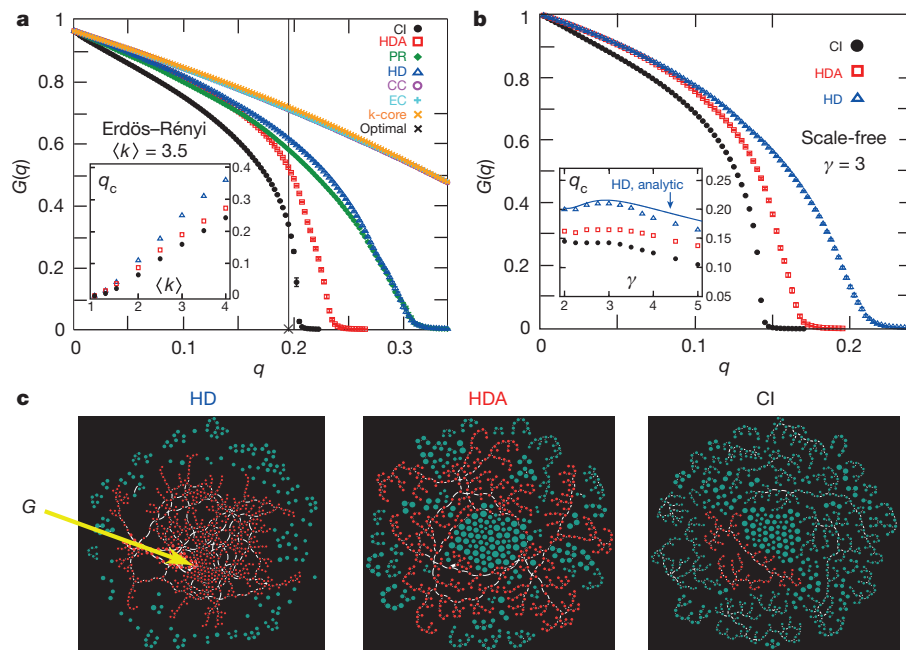 a
G(q)
1
0.8
0.6
0.4
0.2
0
0
0.1
0.2
0.3
q
CI
HDA
PR
HD
CC
EC
k-core
Optimal
Erdös–Rényi
⟨k⟩ = 3.5
q_c
0.4
0.3
0.2
0.1
1
2
3
4
⟨k⟩
b
G(q)
1.0
0.8
0.6
0.4
0.2
0
0
0.1
0.2
q
CI
HDA
HD
Scale-free
γ = 3
q_c
HD, analytic
0.25
0.20
0.15
0.10
0.05
2
3
4
5
γ
c
HD
HDA
CI
G